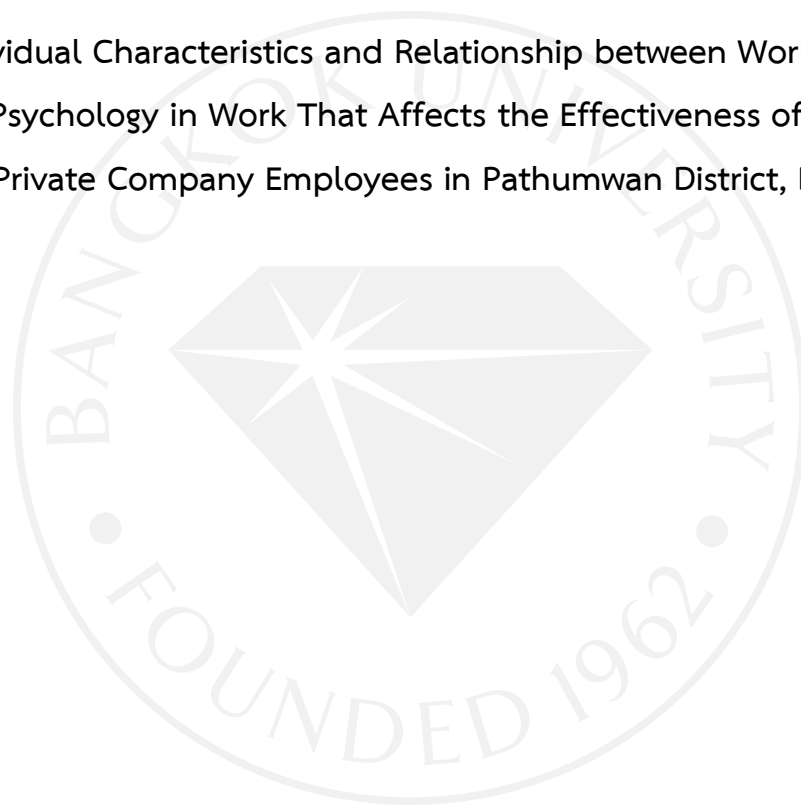 vidual Characteristics and Relationship between Wor
Psychology in Work That Affects the Effectiveness of
Private Company Employees in Pathumwan District,
BANGKOK UNIVERSITY
FOUNDED 1962